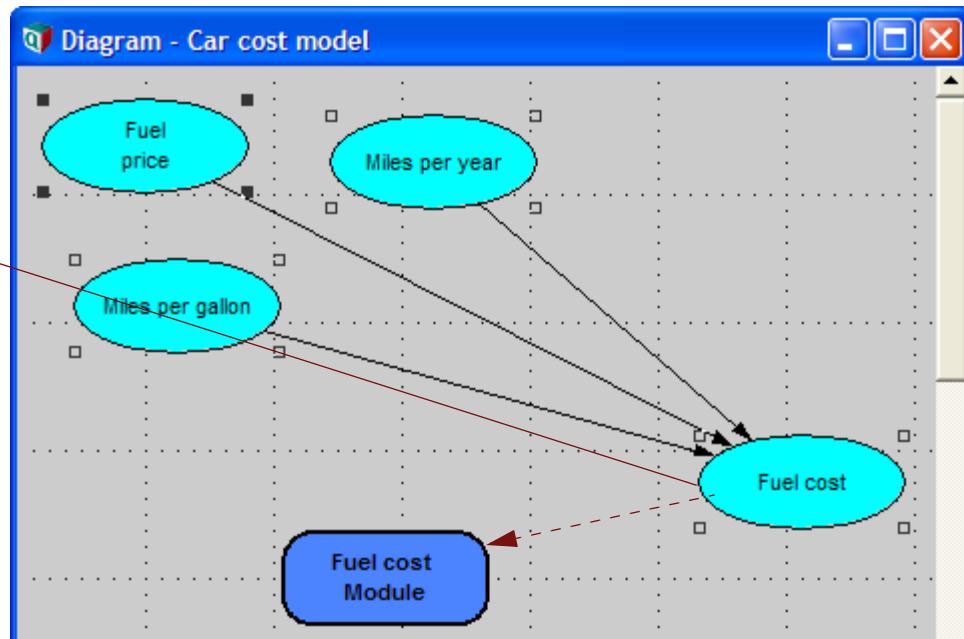 Diagram - Car cost model
Fuel
price
Miles per year
Miles per gallon
Fuel cost
Fuel cost
Module